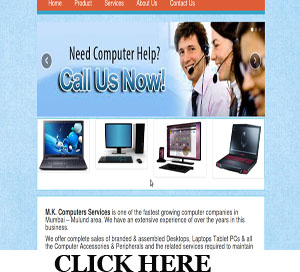 Home Product Services About Us Contact Us
Need Computer Help?
Call Us Now!
M.K. Computers Services is one of the fastest growing computer companies in
Mumbai – Mulund area. We have an extensive experience of over the years in this
business.
We offer complete sales of branded & assembled Desktops, Laptops Tablet PCs & all
the Computer Accessories & Peripherals and the related services required to maintain
CLICK HERE